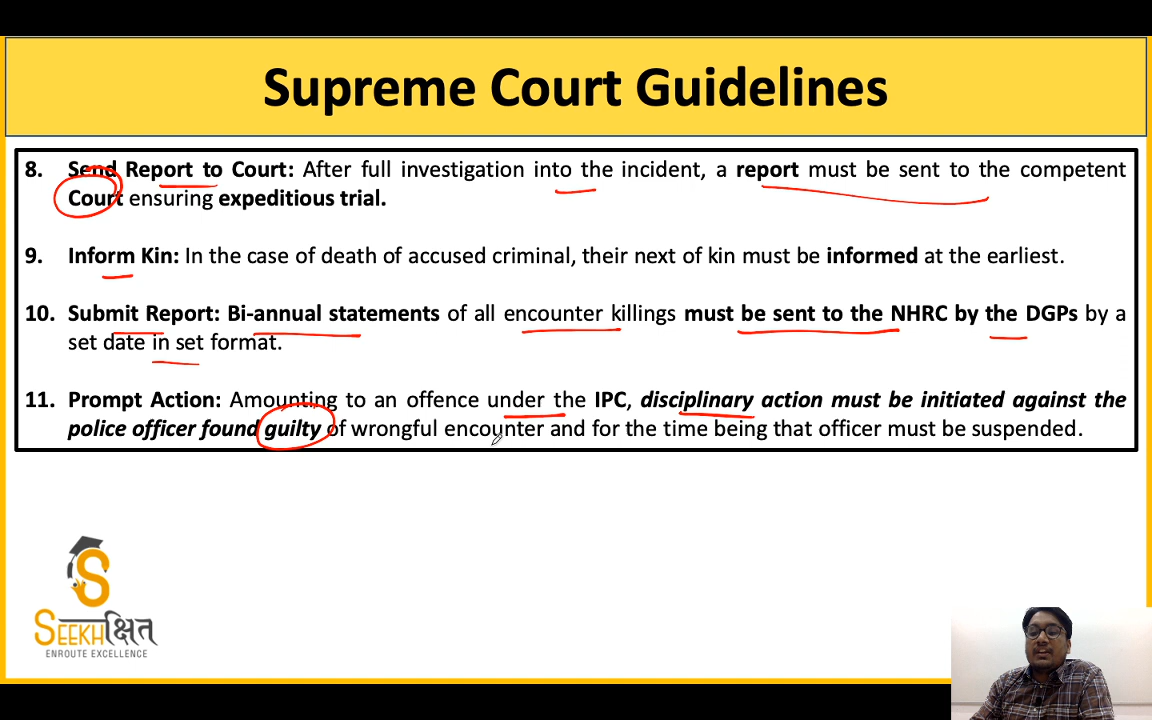 Supreme Court Guidelines
8. Send Report to Court: After full investigation into the incident, a report must be sent to the competent
Court ensuring expeditious trial.
9. Inform Kin: In the case of death of accused criminal, their next of kin must be informed at the earliest.
10. Submit Report: Bi-annual statements of all encounter killings must be sent to the NHRC by the DGPs by a
set date in set format.
11. Prompt Action: Amounting to an offence under the IPC, disciplinary action must be initiated against the
police officer found guilty of wrongful encounter and for the time being that officer must be suspended.
SEEKHक्षित
ENROUTE EXCELLENCE